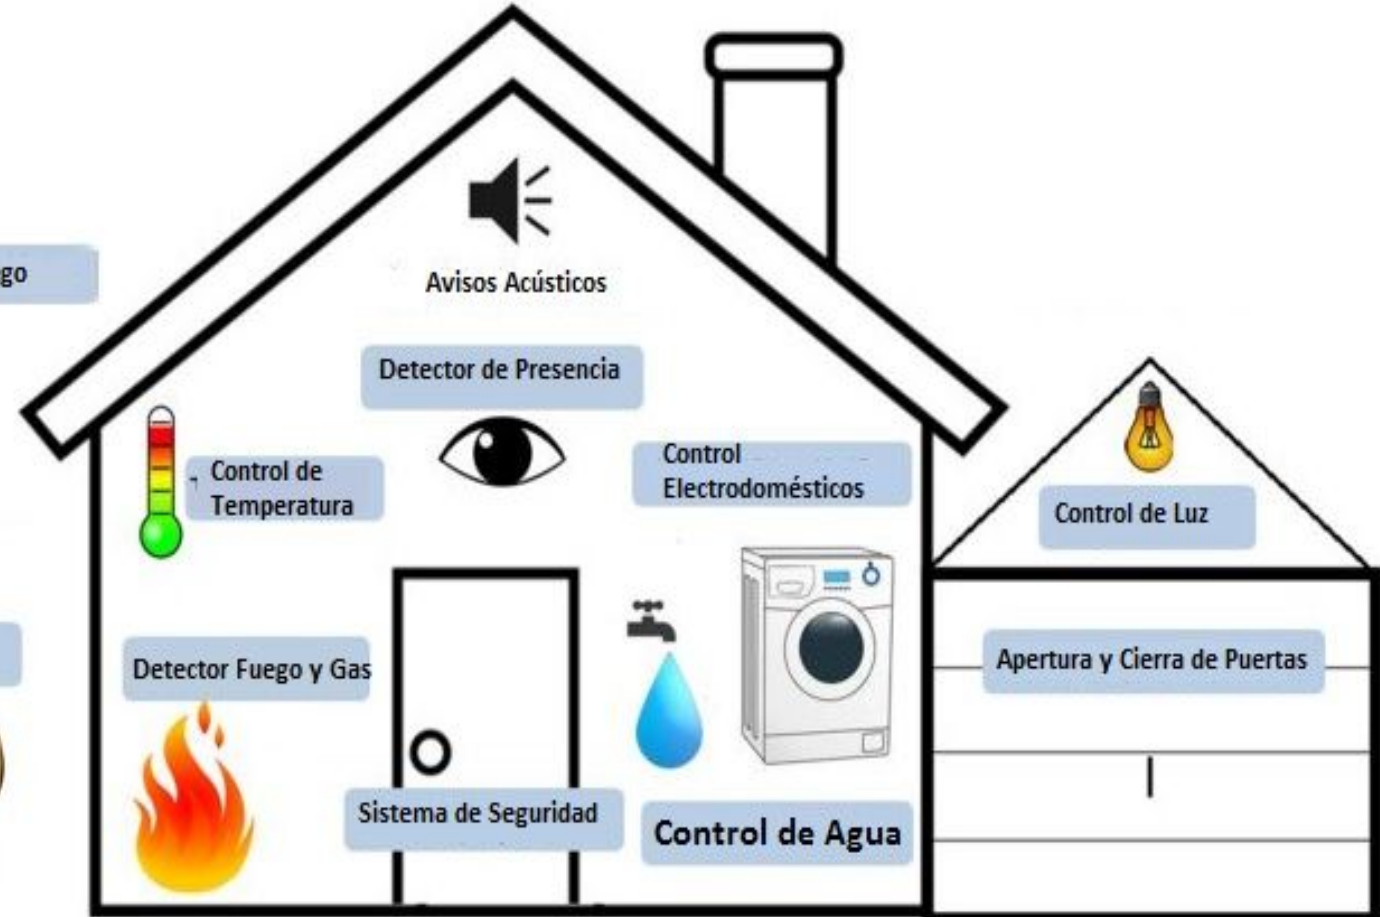 go
Avisos Acústicos
Detector de Presencia
Control de
Temperatura
Control
Electrodomésticos
Control de Luz
Detector Fuego y Gas
Apertura y Cierra de Puertas
Sistema de Seguridad
Control de Agua